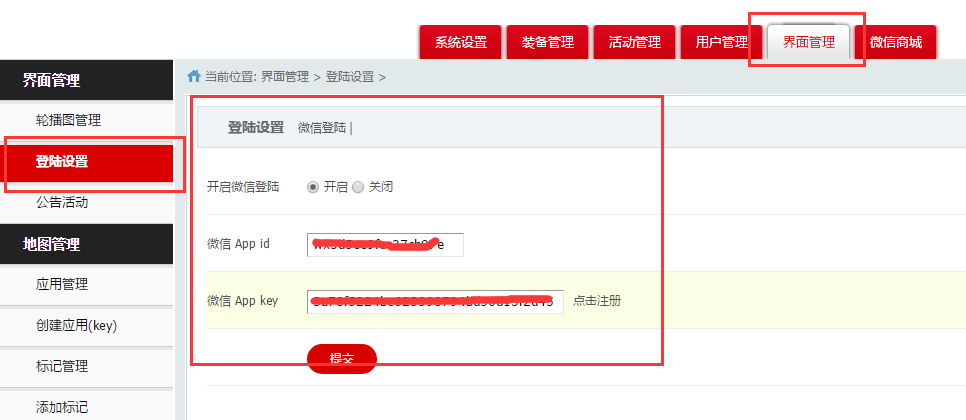 系统设置 装备管理 活动管理 用户管理 界面管理 微信商城
界面管理
轮播图管理
登陆设置
公告活动
地图管理
应用管理
创建应用(key)
标记管理
添加标记
当前位置: 界面管理 > 登陆设置 >
登陆设置 微信登陆 |
开启微信登陆 开启 关闭
微信 App id
微信 App key 点击注册
提交